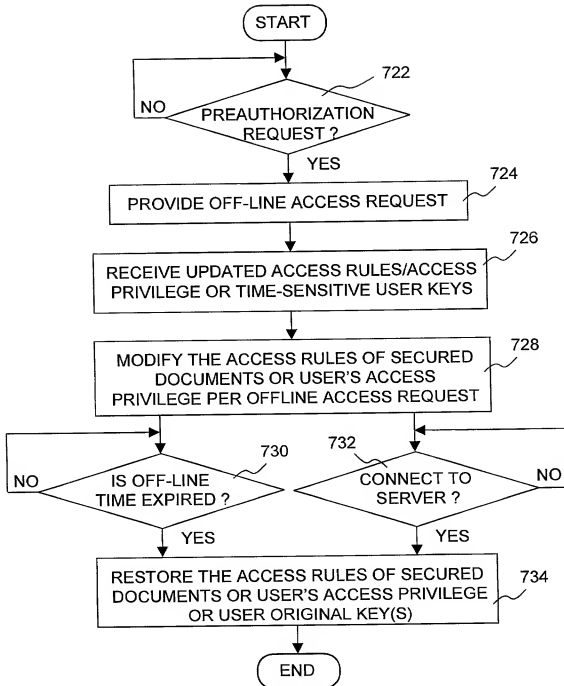 START
722
NO
PREAUTHORIZATION
REQUEST ?
YES
724
PROVIDE OFF-LINE ACCESS REQUEST
726
RECEIVE UPDATED ACCESS RULES/ACCESS
PRIVILEGE OR TIME-SENSITIVE USER KEYS
728
MODIFY THE ACCESS RULES OF SECURED
DOCUMENTS OR USER'S ACCESS
PRIVILEGE PER OFFLINE ACCESS REQUEST
730
732
NO
IS OFF-LINE
TIME EXPIRED ?
CONNECT TO
SERVER ?
NO
YES
YES
RESTORE THE ACCESS RULES OF SECURED
DOCUMENTS OR USER'S ACCESS PRIVILEGE
OR USER ORIGINAL KEY(S)
734
END